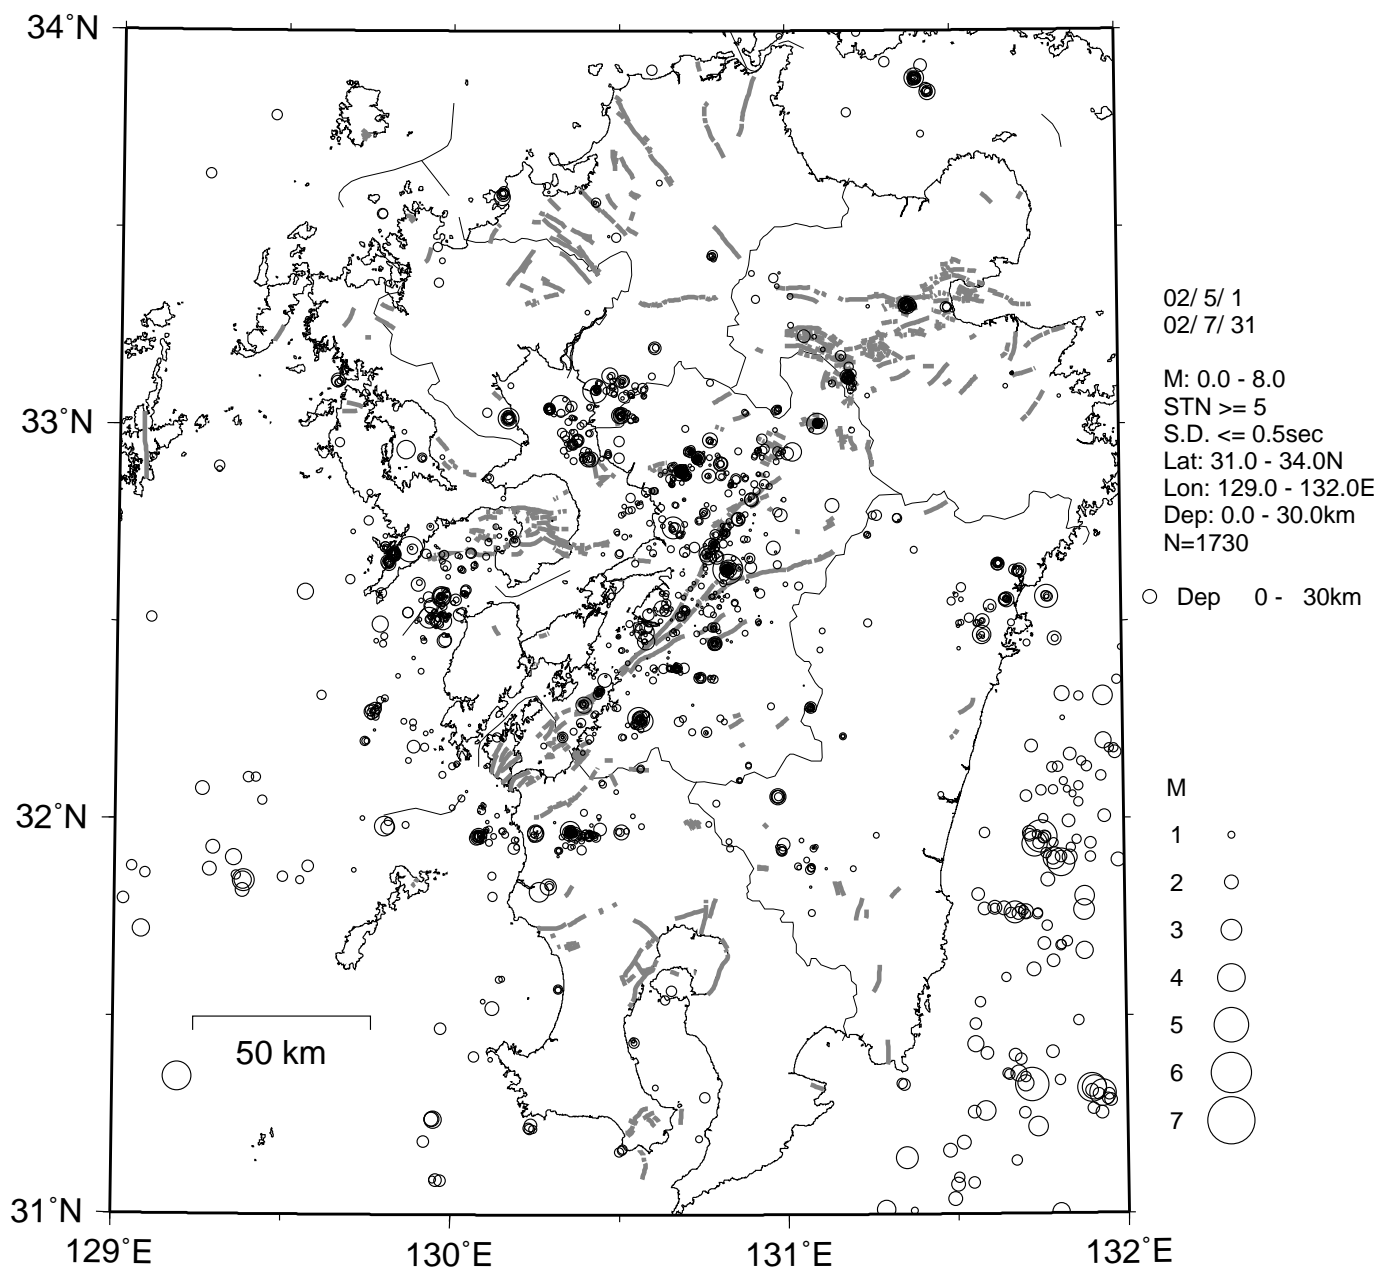 34°N
33°N
32°N
31°N
129°E
130°E
131°E
132°E
50 km
02/ 5/ 1
02/ 7/ 31
M: 0.0 - 8.0
STN >= 5
S.D. <= 0.5sec
Lat: 31.0 - 34.0N
Lon: 129.0 - 132.0E
Dep: 0.0 - 30.0km
N=1730
Dep 0 - 30km
M
1
2
3
4
5
6
7